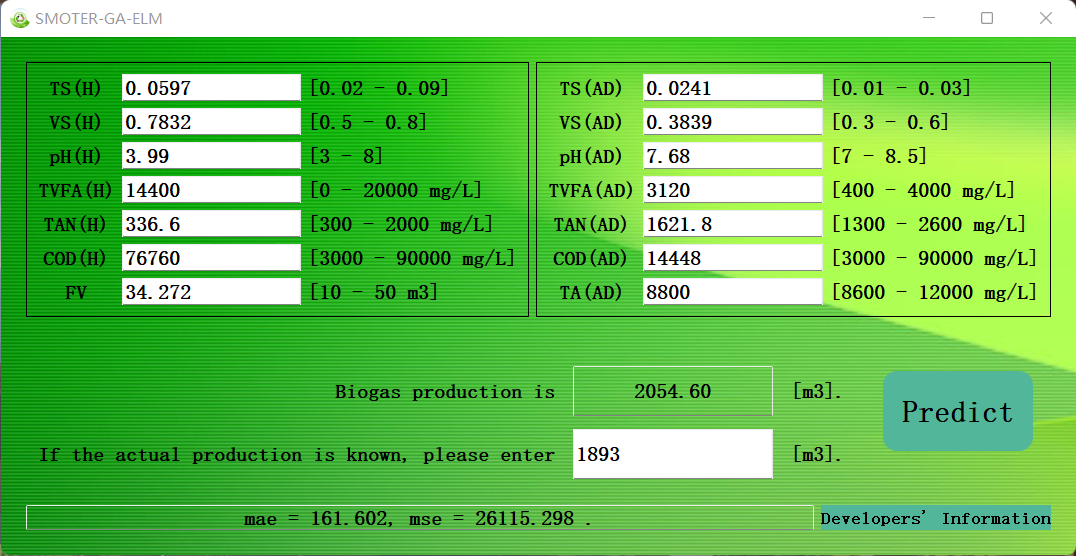 SMOTER-GA-ELM
TS(H) 0.0597 [0.02 - 0.09]
VS(H) 0.7832 [0.5 - 0.8]
pH(H) 3.99 [3 - 8]
TVFA(H) 14400 [0 - 20000 mg/L]
TAN(H) 336.6 [300 - 2000 mg/L]
COD(H) 76760 [3000 - 90000 mg/L]
FV 34.272 [10 - 50 m3]
TS(AD) 0.0241 [0.01 - 0.03]
VS(AD) 0.3839 [0.3 - 0.6]
pH(AD) 7.68 [7 - 8.5]
TVFA(AD) 3120 [400 - 4000 mg/L]
TAN(AD) 1621.8 [1300 - 2600 mg/L]
COD(AD) 14448 [3000 - 90000 mg/L]
TA(AD) 8800 [8600 - 12000 mg/L]
Biogas production is 2054.60 [m3].
Predict
If the actual production is known, please enter 1893 [m3].
mae = 161.602, mse = 26115.298 .
Developers' Information